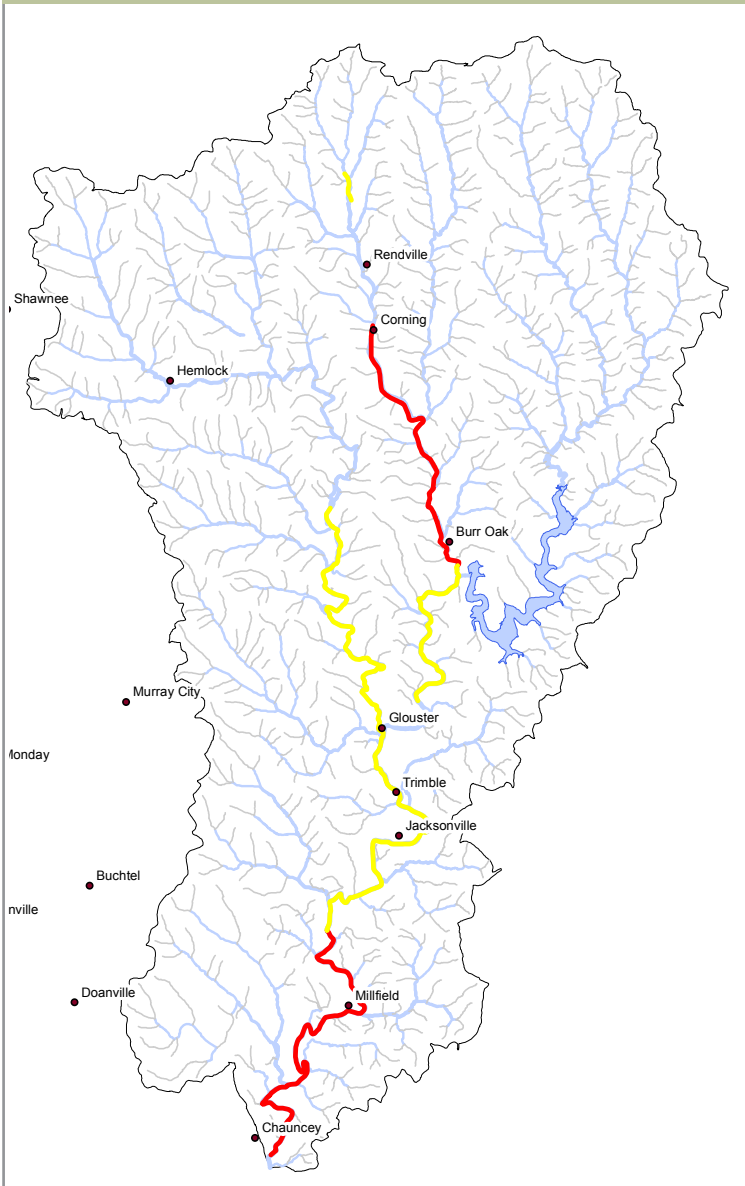 Rendville
Shawnee
Corning
Hemlock
Burr Oak
Murray City
Glouster
Monday
Trimble
Jacksonville
Buchtel
nville
Doanville
Millfield
Chauncey